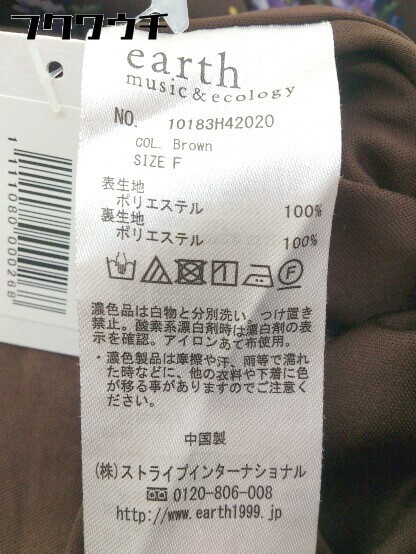 フクウウチ
earth
music&ecology
NO. 10183H42020
COL. Brown
SIZE F
表生地
ポリエステル 100%
裏生地
ポリエステル 100%
F
濃色品は白物と分別洗い。つけ置き
禁止。酸素系漂白剤時は漂白剤の表
示を確認。アイロンあて布使用。
・濃色製品は摩擦や汗、雨等で濡れ
た時などに、他の衣料や下着に色
が移る事がありますのでご注意く
ださい。
中国製
(株)ストライプインターナショナル
0120-806-008
http://www.earth1999.jp/
1111080000268